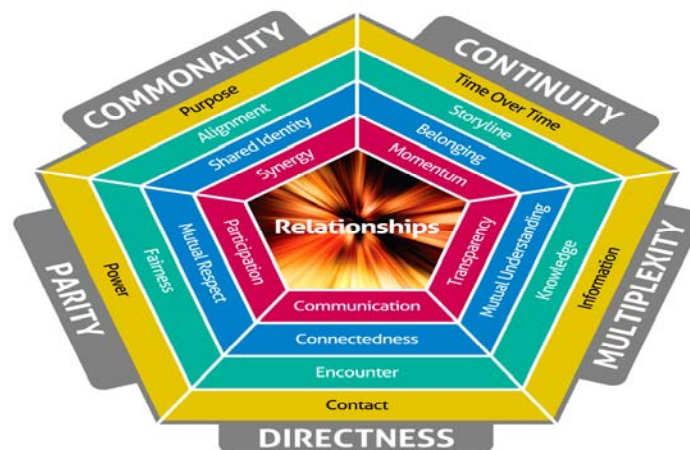 COMMONALITY
Purpose
Alignment
Shared Identity
Synergy
CONTINUITY
Time Over Time
Storyline
Belonging
Momentum
PARITY
Power
Fairness
Mutual Respect
Participation
Relationships
Transparency
Mutual Understanding
Knowledge
Information
MULTIPLEXITY
Communication
Connectedness
Encounter
Contact
DIRECTNESS